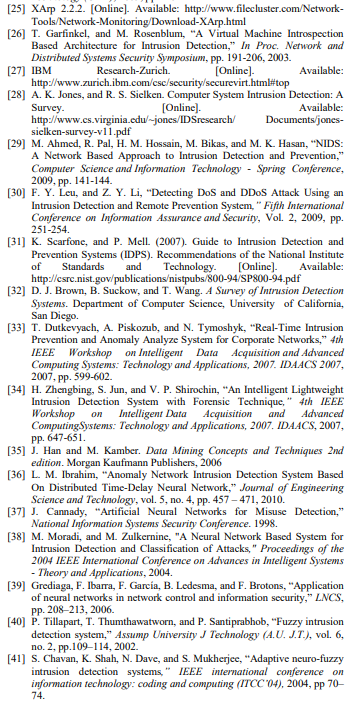 [25] XArp 2.2.2. [Online]. Available: http://www.filecluster.com/Network-
Tools/Network-Monitoring/Download-XArp.html
[26] T. Garfinkel, and M. Rosenblum, “A Virtual Machine Introspection
Based Architecture for Intrusion Detection,” In Proc. Network and
Distributed Systems Security Symposium, pp. 191-206, 2003.
[27] IBM Research-Zurich. [Online]. Available:
http://www.zurich.ibm.com/csc/security/securevirt.html#top
[28] A. K. Jones, and R. S. Sielken. Computer System Intrusion Detection: A
Survey. [Online]. Available:
http://www.cs.virginia.edu/~jones/IDSresearch/ Documents/jones-
sielken-survey-v11.pdf
[29] M. Ahmed, R. Pal, H. M. Hossain, M. Bikas, and M. K. Hasan, “NIDS:
A Network Based Approach to Intrusion Detection and Prevention,”
Computer Science and Information Technology - Spring Conference,
2009, pp. 141-144.
[30] F. Y. Leu, and Z. Y. Li, “Detecting DoS and DDoS Attack Using an
Intrusion Detection and Remote Prevention System,” Fifth International
Conference on Information Assurance and Security, Vol. 2, 2009, pp.
251-254.
[31] K. Scarfone, and P. Mell. (2007). Guide to Intrusion Detection and
Prevention Systems (IDPS). Recommendations of the National Institute
of Standards and Technology. [Online]. Available:
http://csrc.nist.gov/publications/nistpubs/800-94/SP800-94.pdf
[32] D. J. Brown, B. Suckow, and T. Wang. A Survey of Intrusion Detection
Systems. Department of Computer Science, University of California,
San Diego.
[33] T. Dutkevyach, A. Piskozub, and N. Tymoshyk, “Real-Time Intrusion
Prevention and Anomaly Analyze System for Corporate Networks,” 4th
IEEE Workshop on Intelligent Data Acquisition and Advanced
Computing Systems: Technology and Applications, 2007. IDAACS 2007,
2007, pp. 599-602.
[34] H. Zhengbing, S. Jun, and V. P. Shirochin, “An Intelligent Lightweight
Intrusion Detection System with Forensic Technique,” 4th IEEE
Workshop on Intelligent Data Acquisition and Advanced
ComputingSystems: Technology and Applications, 2007. IDAACS, 2007,
pp. 647-651.
[35] J. Han and M. Kamber. Data Mining Concepts and Techniques 2nd
edition. Morgan Kaufmann Publishers, 2006
[36] L. M. Ibrahim, “Anomaly Network Intrusion Detection System Based
On Distributed Time-Delay Neural Network,” Journal of Engineering
Science and Technology, vol. 5, no. 4, pp. 457 – 471, 2010.
[37] J. Cannady, “Artificial Neural Networks for Misuse Detection,”
National Information Systems Security Conference. 1998.
[38] M. Moradi, and M. Zulkernine, "A Neural Network Based System for
Intrusion Detection and Classification of Attacks," Proceedings of the
2004 IEEE International Conference on Advances in Intelligent Systems
- Theory and Applications, 2004.
[39] Grediaga, F. Ibarra, F. García, B. Ledesma, and F. Brotons, “Application
of neural networks in network control and information security,” LNCS,
pp. 208–213, 2006.
[40] P. Tillapart, T. Thumthawatworn, and P. Santiprabhob, “Fuzzy intrusion
detection system,” Assump University J Technology (A.U. J.T.), vol. 6,
no. 2, pp.109–114, 2002.
[41] S. Chavan, K. Shah, N. Dave, and S. Mukherjee, “Adaptive neuro-fuzzy
intrusion detection systems,” IEEE international conference on
information technology: coding and computing (ITCC‘04), 2004, pp 70–
74.